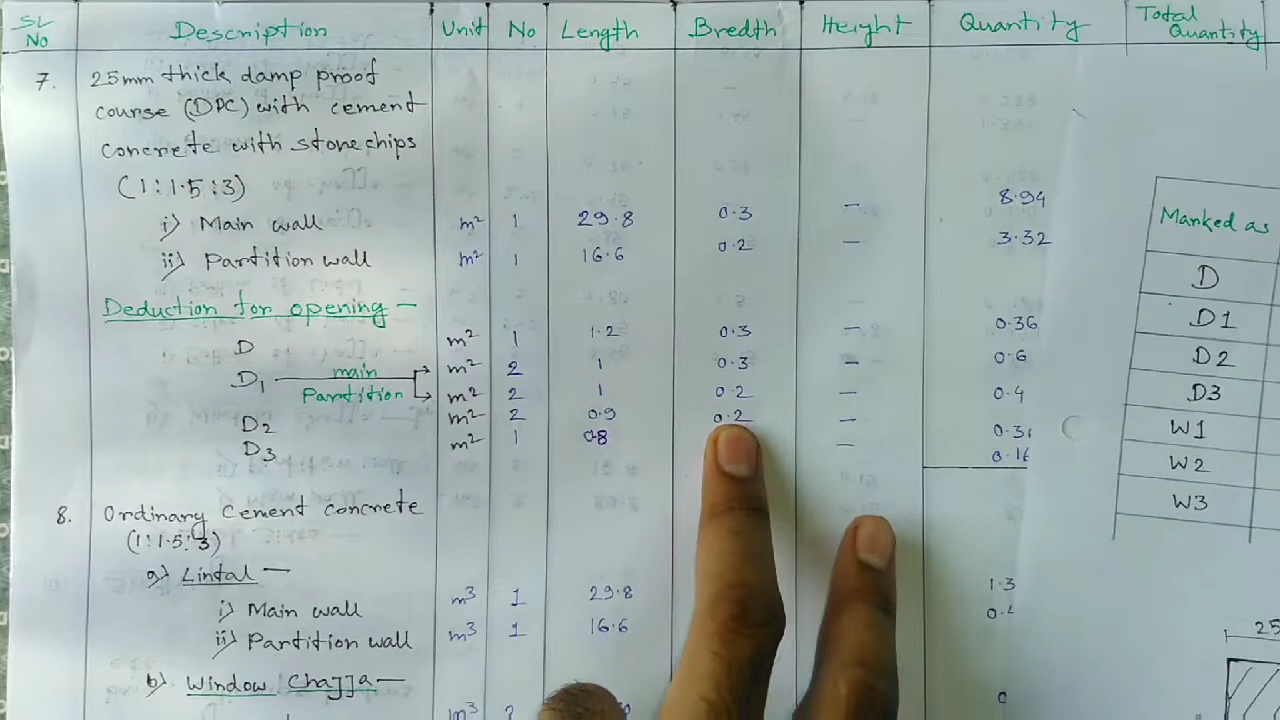 SL No Description Unit No Length Bredth Height Quantity Total Quantity
7. 25mm thick damp proof
course (DPC) with cement
concrete with stone chips
(1:1.5:3)
i) Main wall m² 1 29.8 0.3 – 8.94
ii) Partition wall m² 1 16.6 0.2 – 3.32
Deduction for opening –
D m² 1 1.2 0.3 – 0.36
D1 main m² 2 1 0.3 – 0.6
Partition m² 2 1 0.2 – 0.4
D2 m² 2 0.9 0.2 –
D3 m² 1 0.8 – 0.16
8. Ordinary Cement concrete
(1:1.5:3)
a) Lintal –
i) Main wall m³ 1 29.8 1.3
ii) Partition wall m³ 1 16.6
b) Window Chajja –
m³
Marked as
D
D1
D2
D3
W1
W2
W3
25